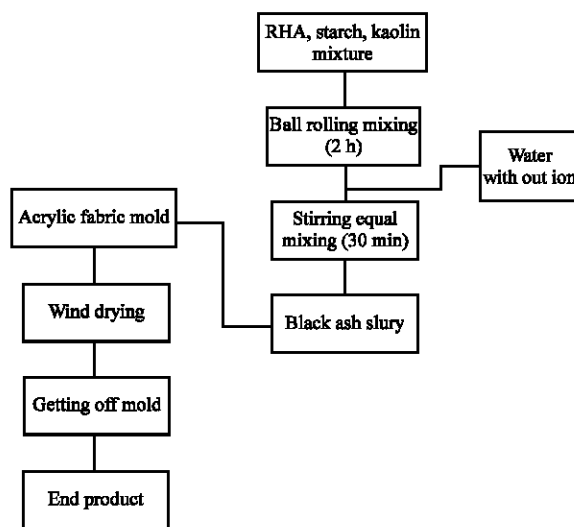 RHA, starch, kaolin
mixture
Ball rolling mixing
(2 h)
Water
with out ion
Stirring equal
mixing (30 min)
Black ash slury
Acrylic fabric mold
Wind drying
Getting off mold
End product